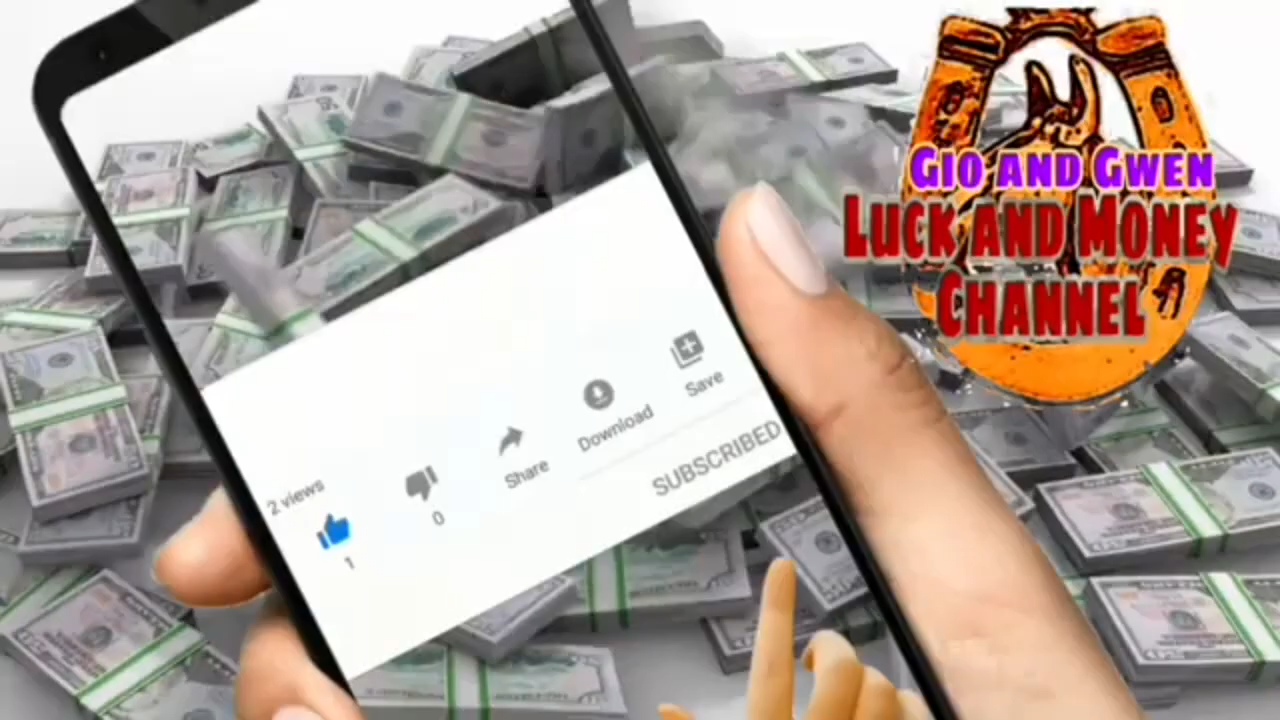 Gio and Gwen
Luck and Money
Channel
2 views
1
0
Share
Download
Save
SUBSCRIBED